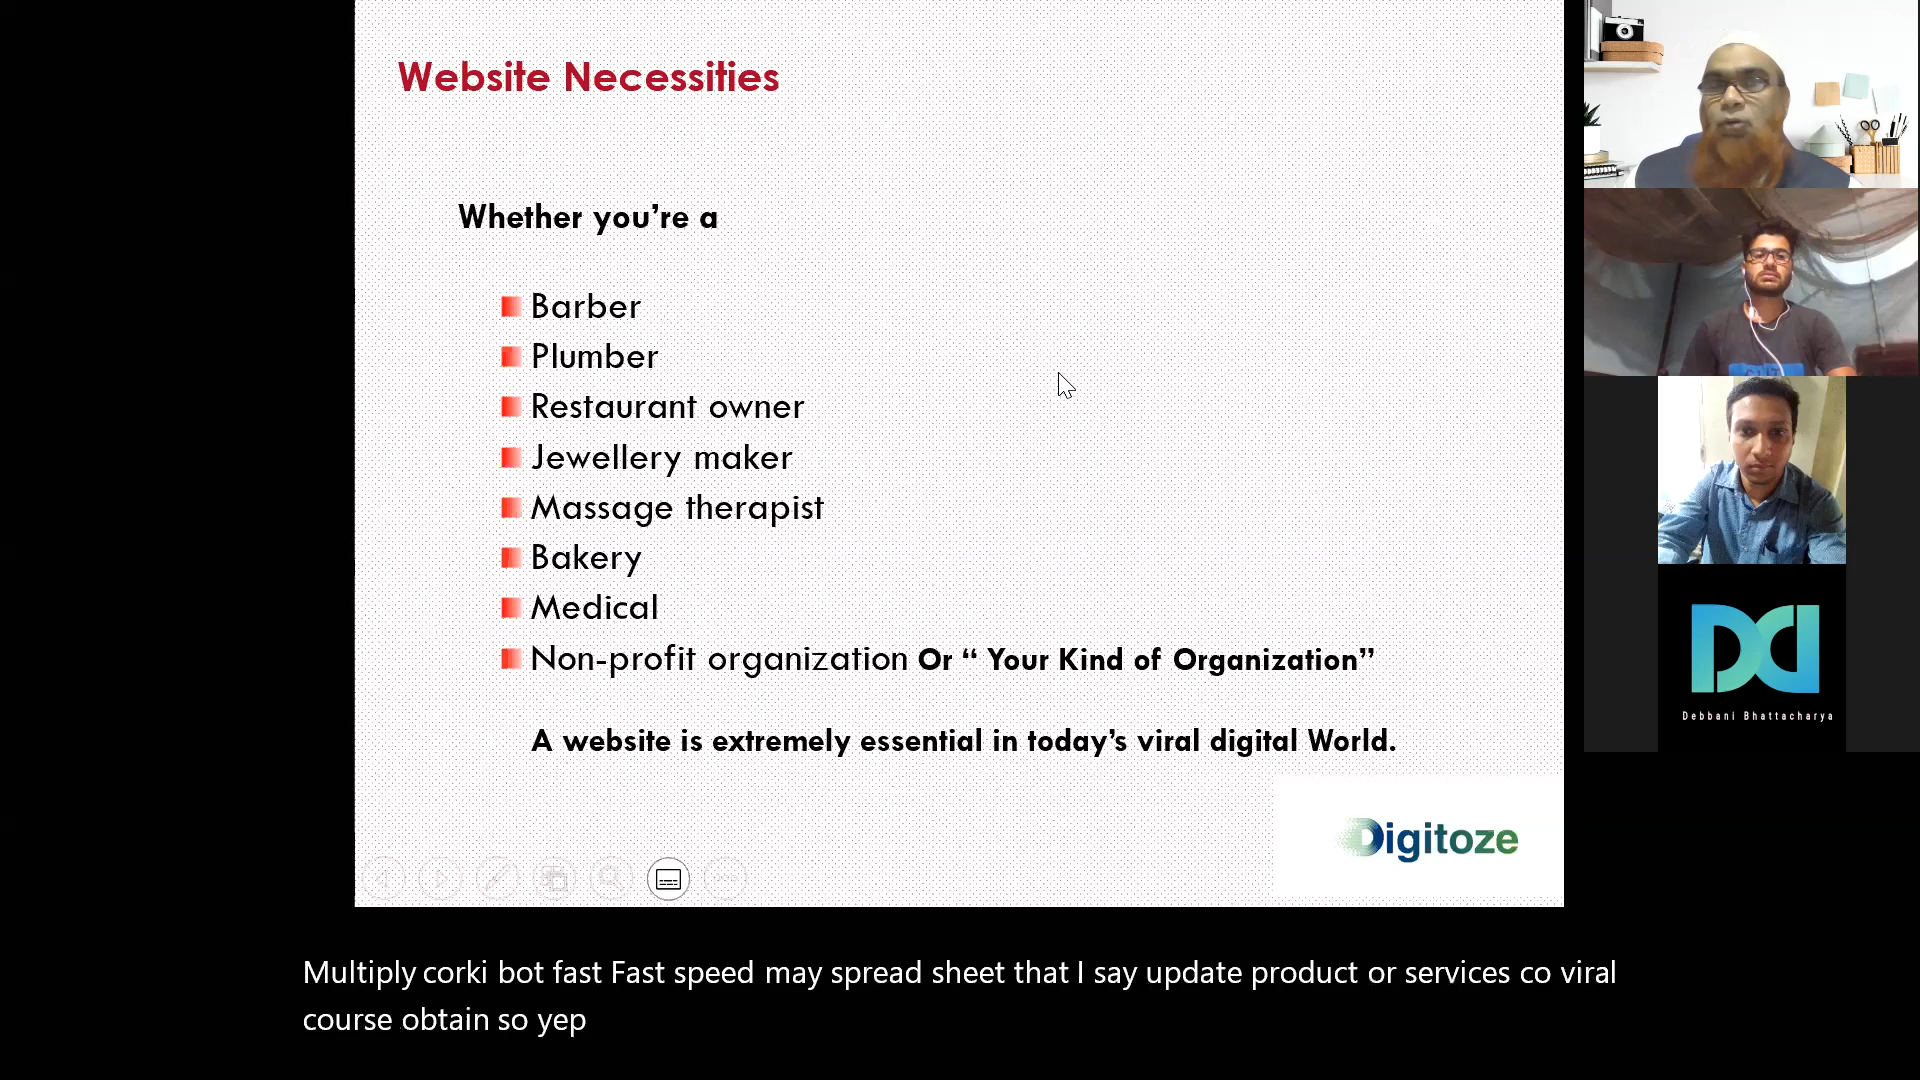 Website Necessities
Whether you’re a
Barber
Plumber
Restaurant owner
Jewellery maker
Massage therapist
Bakery
Medical
Non-profit organization Or “ Your Kind of Organization”
A website is extremely essential in today’s viral digital World.
Digitoze
DD
Debbani Bhattacharya
Multiply corki bot fast Fast speed may spread sheet that I say update product or services co viral
course obtain so yep